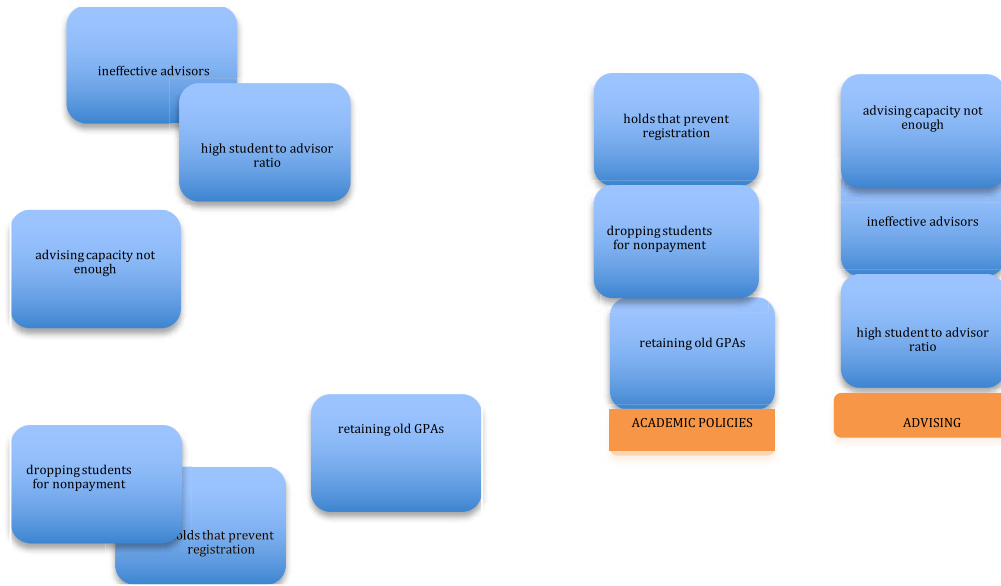 ineffective advisors
high student to advisor
ratio
advising capacity not
enough
retaining old GPAs
dropping students
for nonpayment
olds that prevent
registration
holds that prevent
registration
dropping students
for nonpayment
retaining old GPAs
ACADEMIC POLICIES
advising capacity not
enough
ineffective advisors
high student to advisor
ratio
ADVISING